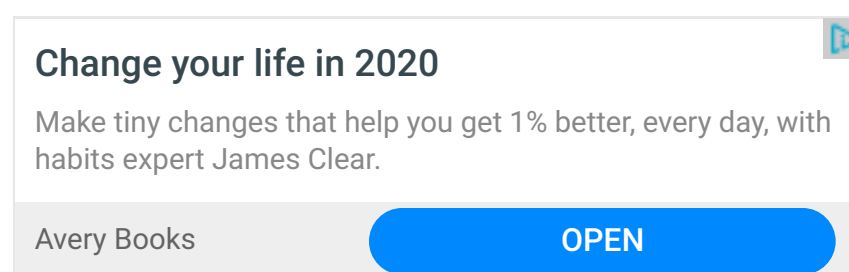 Change your life in 2020
Make tiny changes that help you get 1% better, every day, with
habits expert James Clear.
Avery Books
OPEN